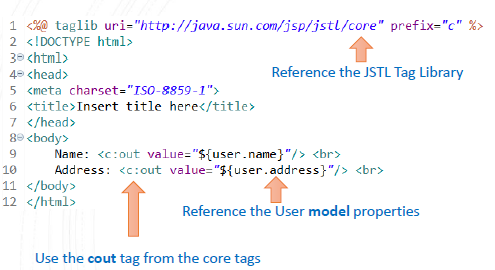 1 <%@ taglib uri="http://java.sun.com/jsp/jstl/core" prefix="c" %>
2 <!DOCTYPE html>
3 <html>
Reference the JSTL Tag Library
4 <head>
5 <meta charset="ISO-8859-1">
6 <title>Insert title here</title>
7 </head>
8 <body>
9 Name: <c:out value="${user.name}"/> <br>
10 Address: <c:out value="${user.address}"/> <br>
11 </body>
12 </html>
Reference the User model properties
Use the cout tag from the core tags